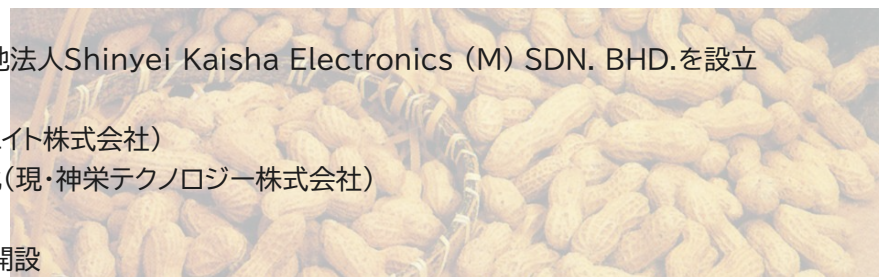 法人Shinyei Kaisha Electronics (M) SDN. BHD.を設立
イト株式会社)
(現・神栄テクノロジー株式会社)
開設